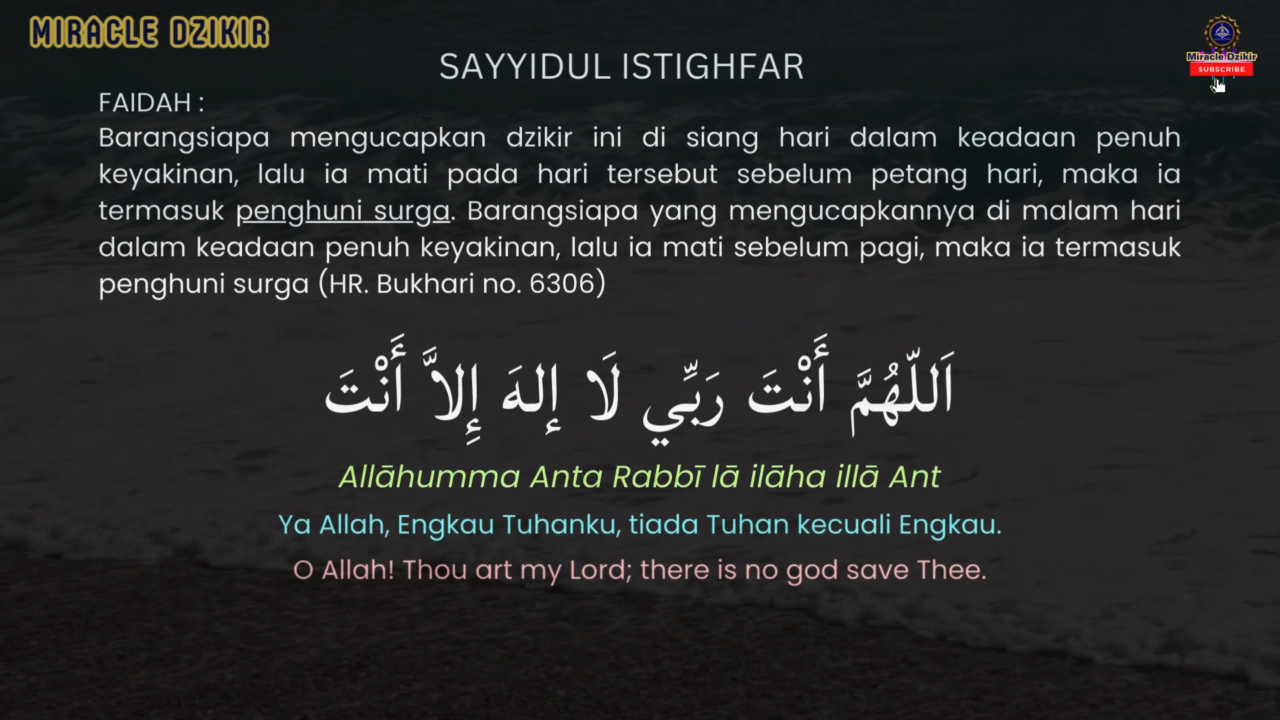 MIRACLE DZIKIR
Miracle Dzikir
SUBSCRIBE
SAYYIDUL ISTIGHFAR
FAIDAH :
Barangsiapa mengucapkan dzikir ini di siang hari dalam keadaan penuh
keyakinan, lalu ia mati pada hari tersebut sebelum petang hari, maka ia
termasuk penghuni surga. Barangsiapa yang mengucapkannya di malam hari
dalam keadaan penuh keyakinan, lalu ia mati sebelum pagi, maka ia termasuk
penghuni surga (HR. Bukhari no. 6306)
اَللّٰهُمَّ أَنْتَ رَبِّي لَا إِلهَ إِلاَّ أَنْتَ
Allāhumma Anta Rabbī lā ilāha illā Ant
Ya Allah, Engkau Tuhanku, tiada Tuhan kecuali Engkau.
O Allah! Thou art my Lord; there is no god save Thee.